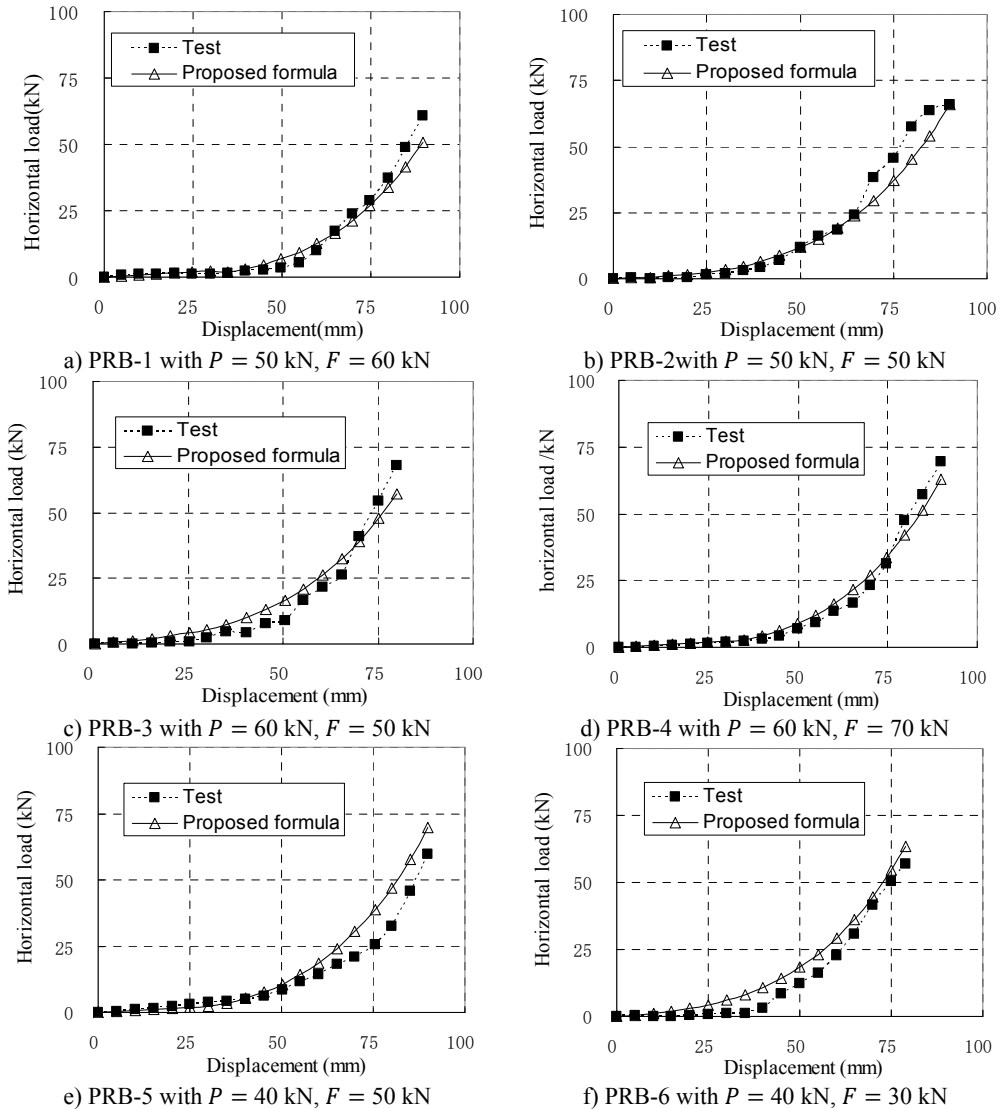 100
75
50
25
0
Horizontal load(kN)
Test
Proposed formula
0 25 50 75 100
Displacement(mm)
a) PRB-1 with P = 50 kN, F = 60 kN
100
75
50
25
0
Horizontal load (kN)
Test
Proposed formula
0 25 50 75 100
Displacement (mm)
b) PRB-2with P = 50 kN, F = 50 kN
100
75
50
25
0
Horizontal load (kN)
Test
Proposed formula
0 25 50 75 100
Displacement (mm)
c) PRB-3 with P = 60 kN, F = 50 kN
100
75
50
25
0
horizontal load /kN
Test
Proposed formula
0 25 50 75 100
Displacement (mm)
d) PRB-4 with P = 60 kN, F = 70 kN
100
75
50
25
0
Horizontal load (kN)
Test
Proposed formula
0 25 50 75 100
Displacement (mm)
e) PRB-5 with P = 40 kN, F = 50 kN
100
75
50
25
0
Horizontal load (kN)
Test
Proposed formula
0 25 50 75 100
Displacement (mm)
f) PRB-6 with P = 40 kN, F = 30 kN